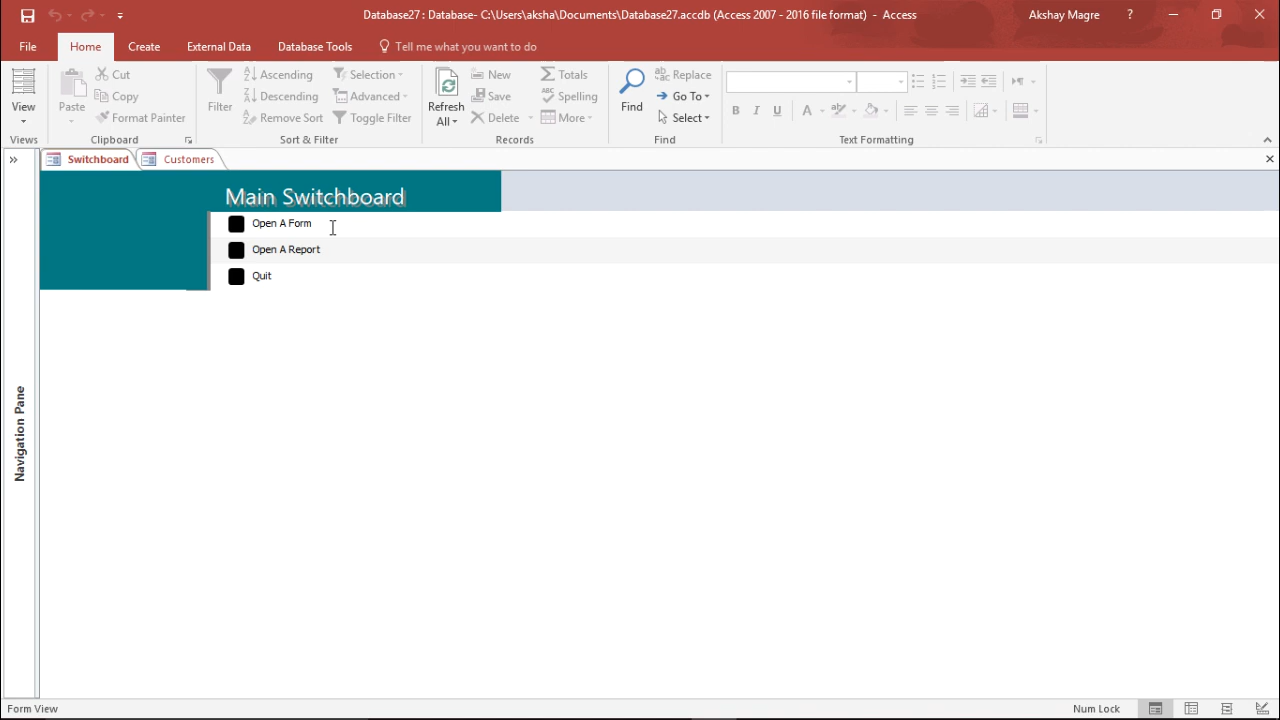 Database27 : Database- C:\Users\aksha\Documents\Database27.accdb (Access 2007 - 2016 file format) - Access
Akshay Magre ?
File Home Create External Data Database Tools Tell me what you want to do
View
Views
Paste
Cut
Copy
Format Painter
Clipboard
Filter
Ascending
Descending
Remove Sort
Selection
Advanced
Toggle Filter
Sort & Filter
Refresh
All
New
Save
Delete
Totals
Spelling
More
Records
Find
Replace
Go To
Select
Find
B I U A
Text Formatting
Switchboard Customers
Main Switchboard
Open A Form
Open A Report
Quit
Navigation Pane
Form View
Num Lock